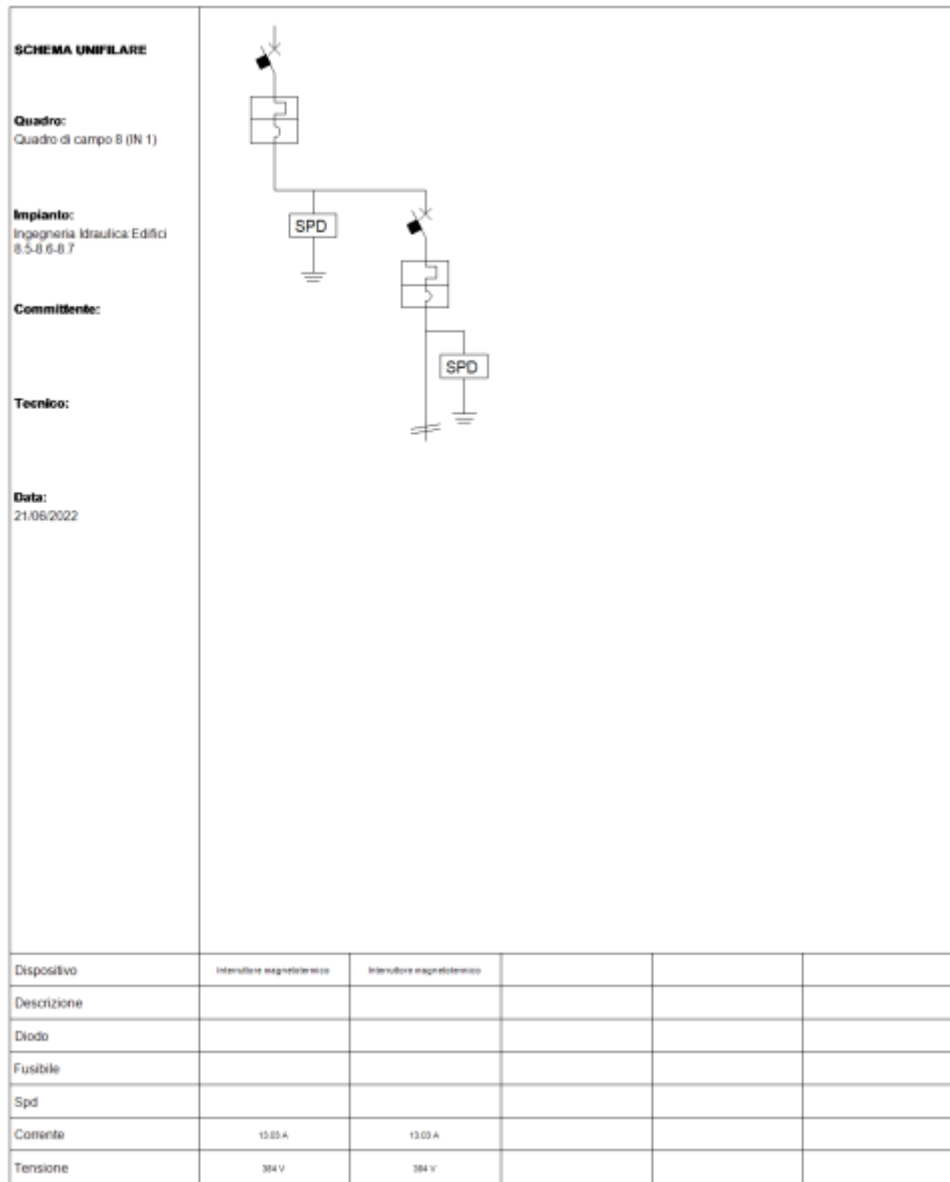 SCHEMA UNIFILARE
Quadro:
Quadro di campo 8 (IN 1)
Impianto:
Ingegneria Idraulica:Edifici
8.5-8.6-8.7
Committente:
Tecnico:
Data:
21/06/2022
SPD
SPD
Dispositivo Interruttore magnetotermico Interruttore magnetotermico
Descrizione
Diodo
Fusibile
Spd
Corrente 13.03 A 13.03 A
Tensione 384 V 384 V